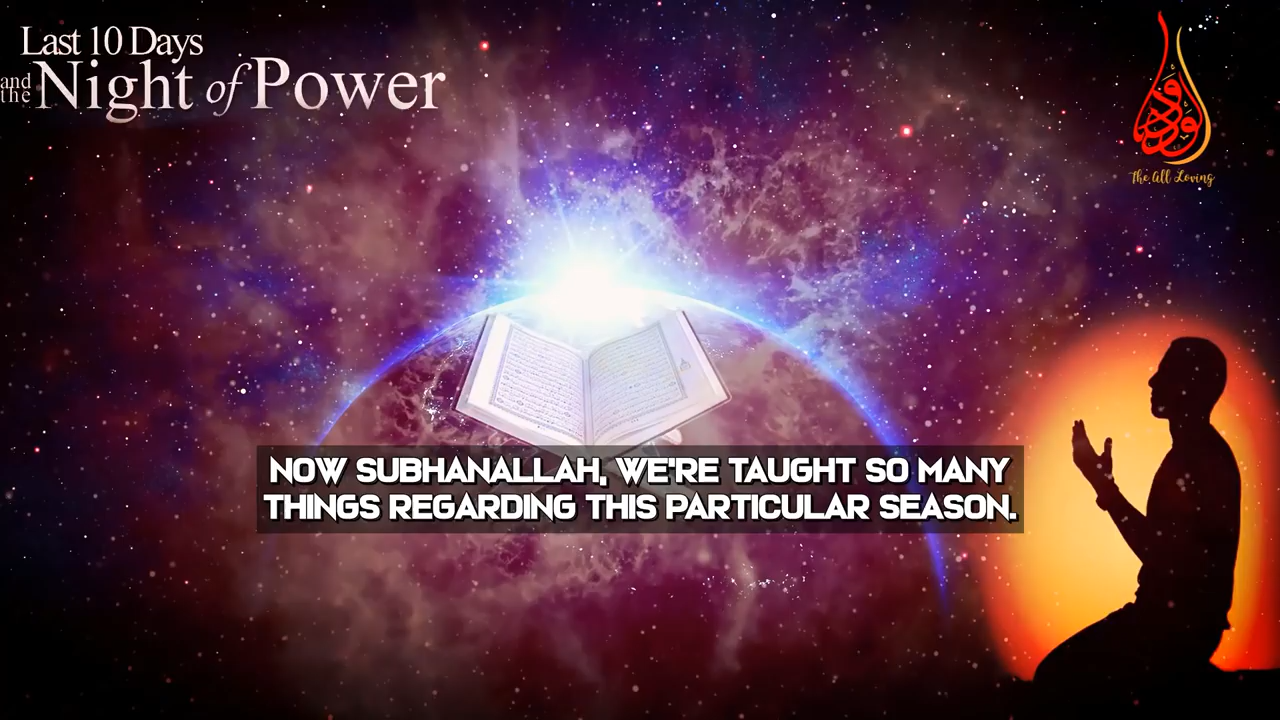 Last 10 Days
and the Night of Power
ودود
The All Loving
NOW SUBHANALLAH, WE'RE TAUGHT SO MANY
THINGS REGARDING THIS PARTICULAR SEASON.